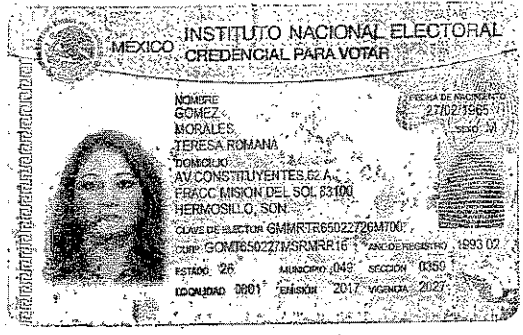 MEXICO
INSTITUTO NACIONAL ELECTORAL
CREDENCIAL PARA VOTAR
NOMBRE
GOMEZ
MORALES
TERESA ROMANA
FECHA DE NACIMIENTO
27/02/1965
SEXO M
DOMICILIO
AV CONSTITUYENTES 62 A
FRACC MISION DEL SOL 83100
HERMOSILLO, SON.
CLAVE DE ELECTOR GMMRTR65022726M700
CURP GOMT650227MSRMRR16 AÑO DE REGISTRO 1993 02
ESTADO 26 MUNICIPIO 049 SECCIÓN 0359
LOCALIDAD 0001 EMISIÓN 2017 VIGENCIA 2027